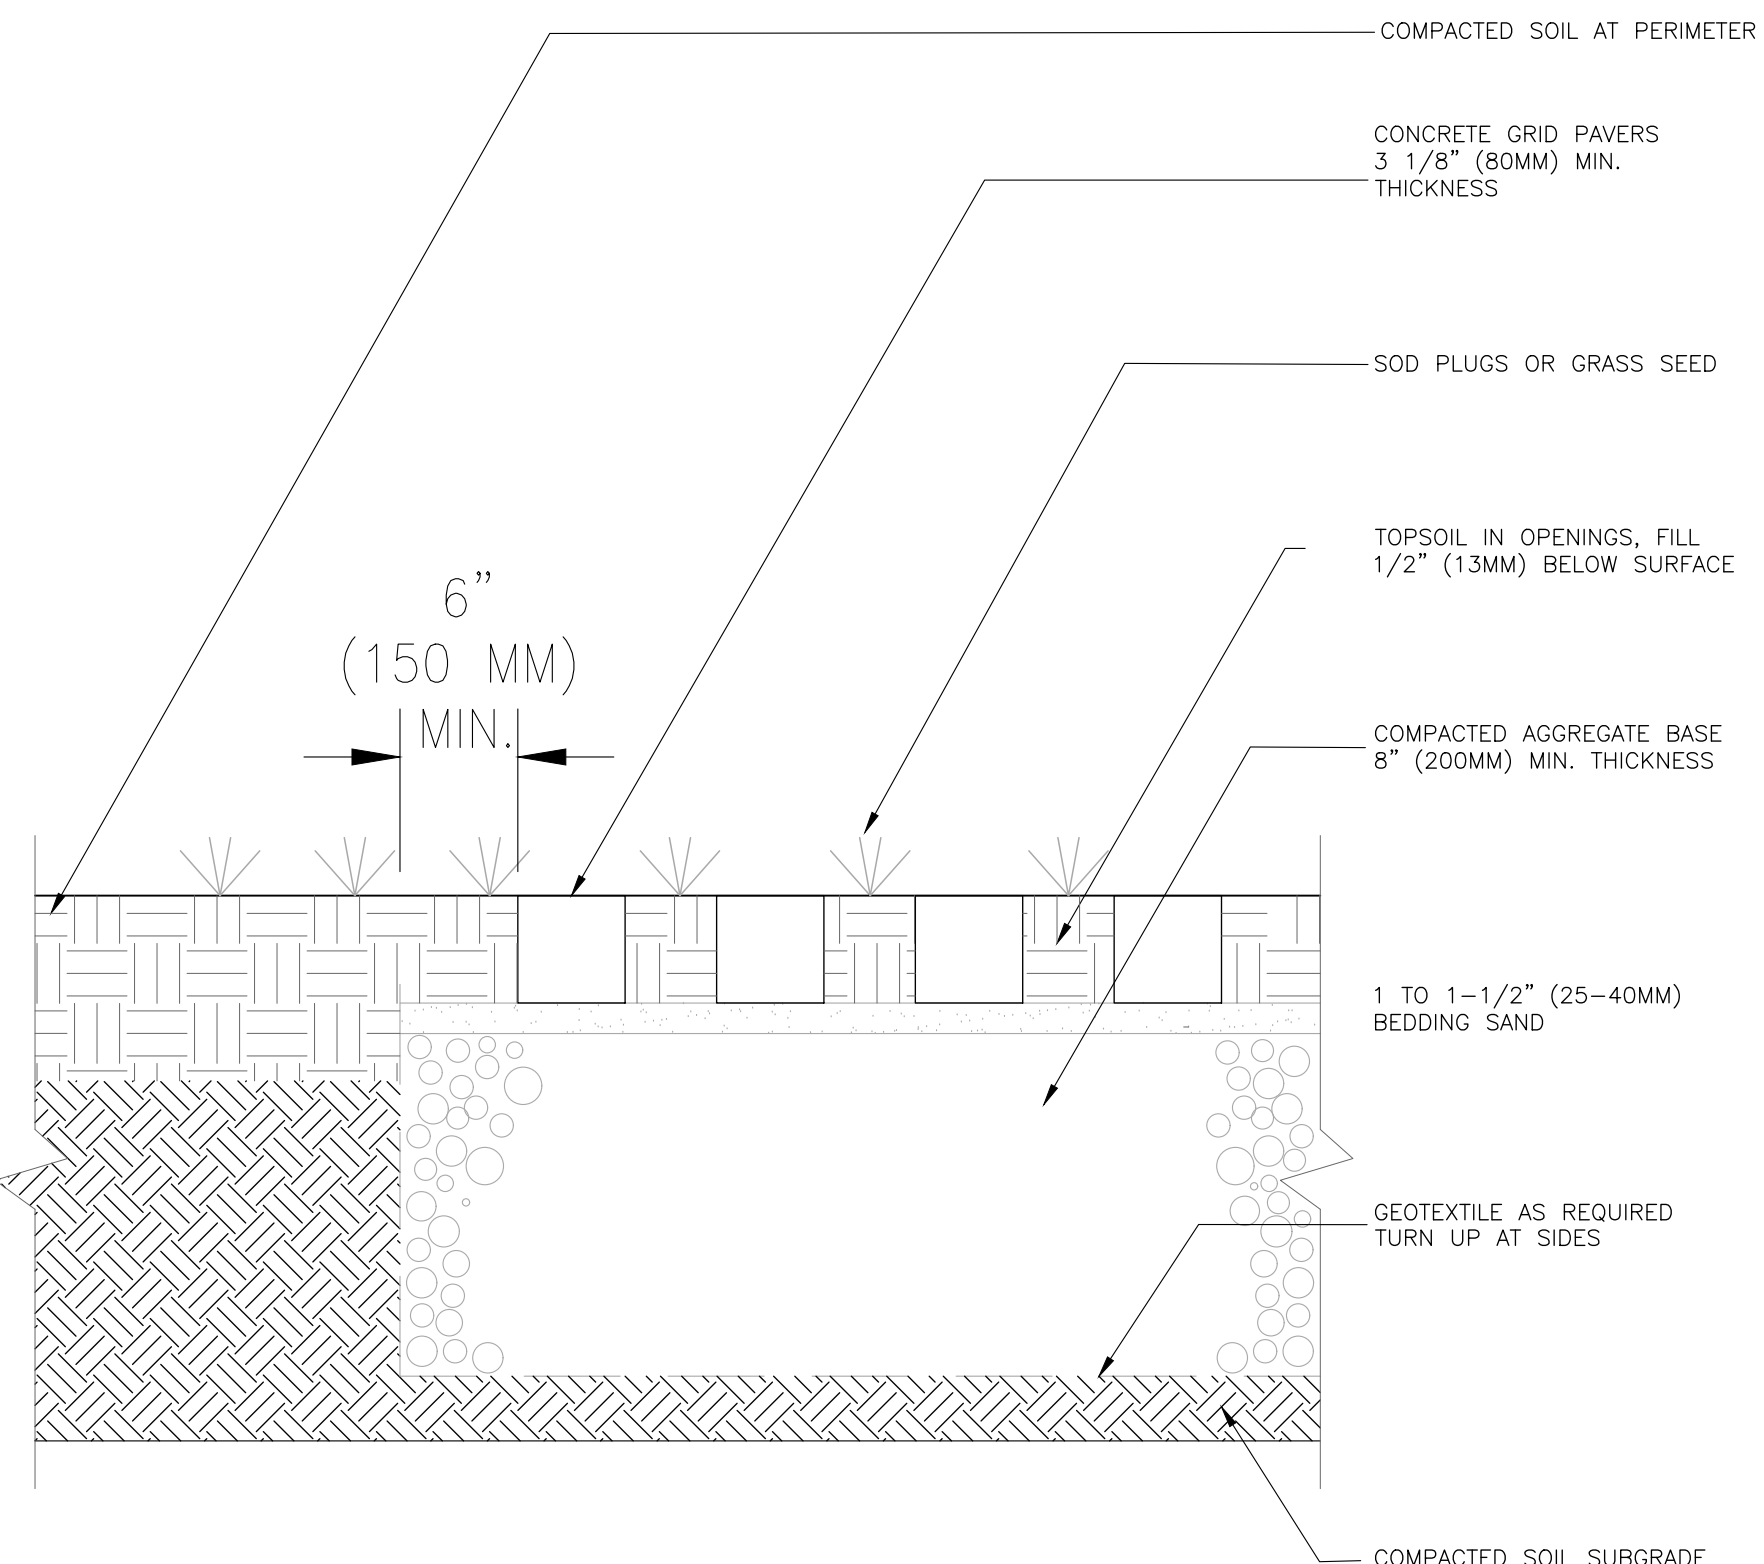 COMPACTED SOIL AT PERIMETER
CONCRETE GRID PAVERS
3 1/8” (80MM) MIN.
THICKNESS
SOD PLUGS OR GRASS SEED
TOPSOIL IN OPENINGS, FILL
1/2” (13MM) BELOW SURFACE
6”
(150 MM)
MIN.
COMPACTED AGGREGATE BASE
8” (200MM) MIN. THICKNESS
1 TO 1-1/2” (25-40MM)
BEDDING SAND
GEOTEXTILE AS REQUIRED
TURN UP AT SIDES
COMPACTED SOIL SUBGRADE